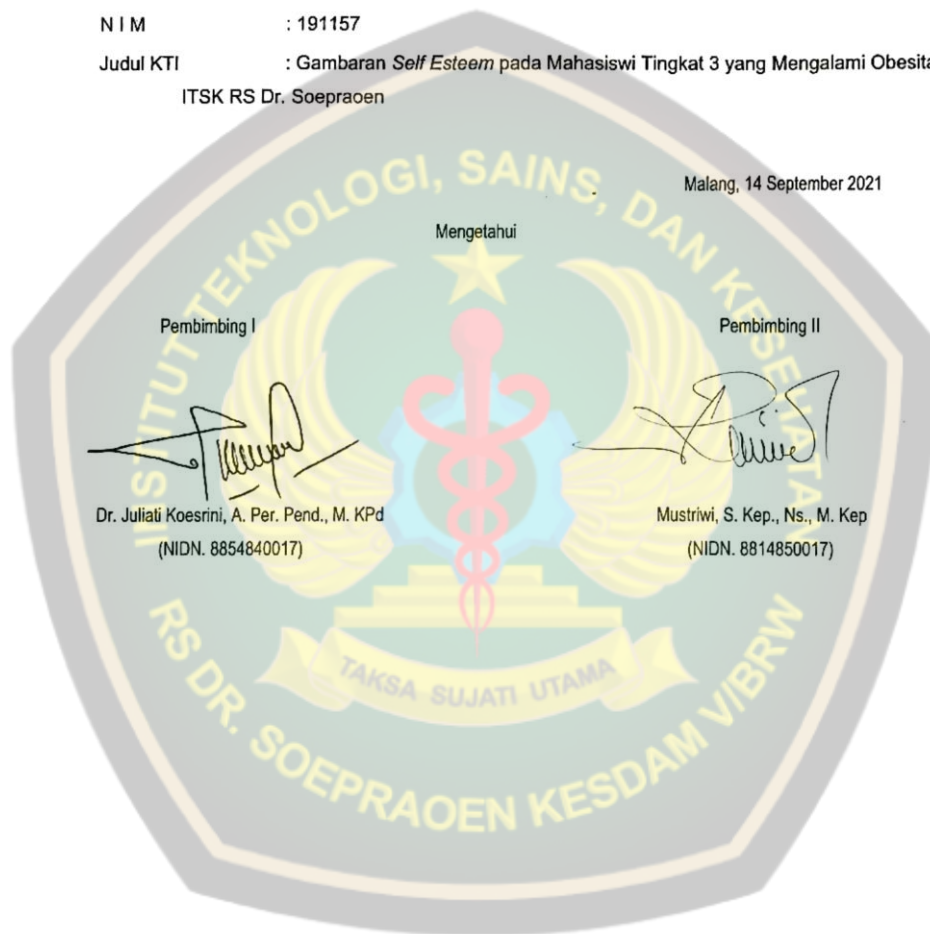 N I M : 191157
Judul KTI : Gambaran Self Esteem pada Mahasiswi Tingkat 3 yang Mengalami Obesita
ITSK RS Dr. Soepraoen
Malang, 14 September 2021
Mengetahui
Pembimbing I Pembimbing II
Dr. Juliati Koesrini, A. Per. Pend., M. KPd Mustriwi, S. Kep., Ns., M. Kep
(NIDN. 8854840017) (NIDN. 8814850017)
INSTITUT TEKNOLOGI, SAINS, DAN KESEHATAN
TAKSA SUJATI UTAMA
RS DR. SOEPRAOEN KESDAM V/BRW